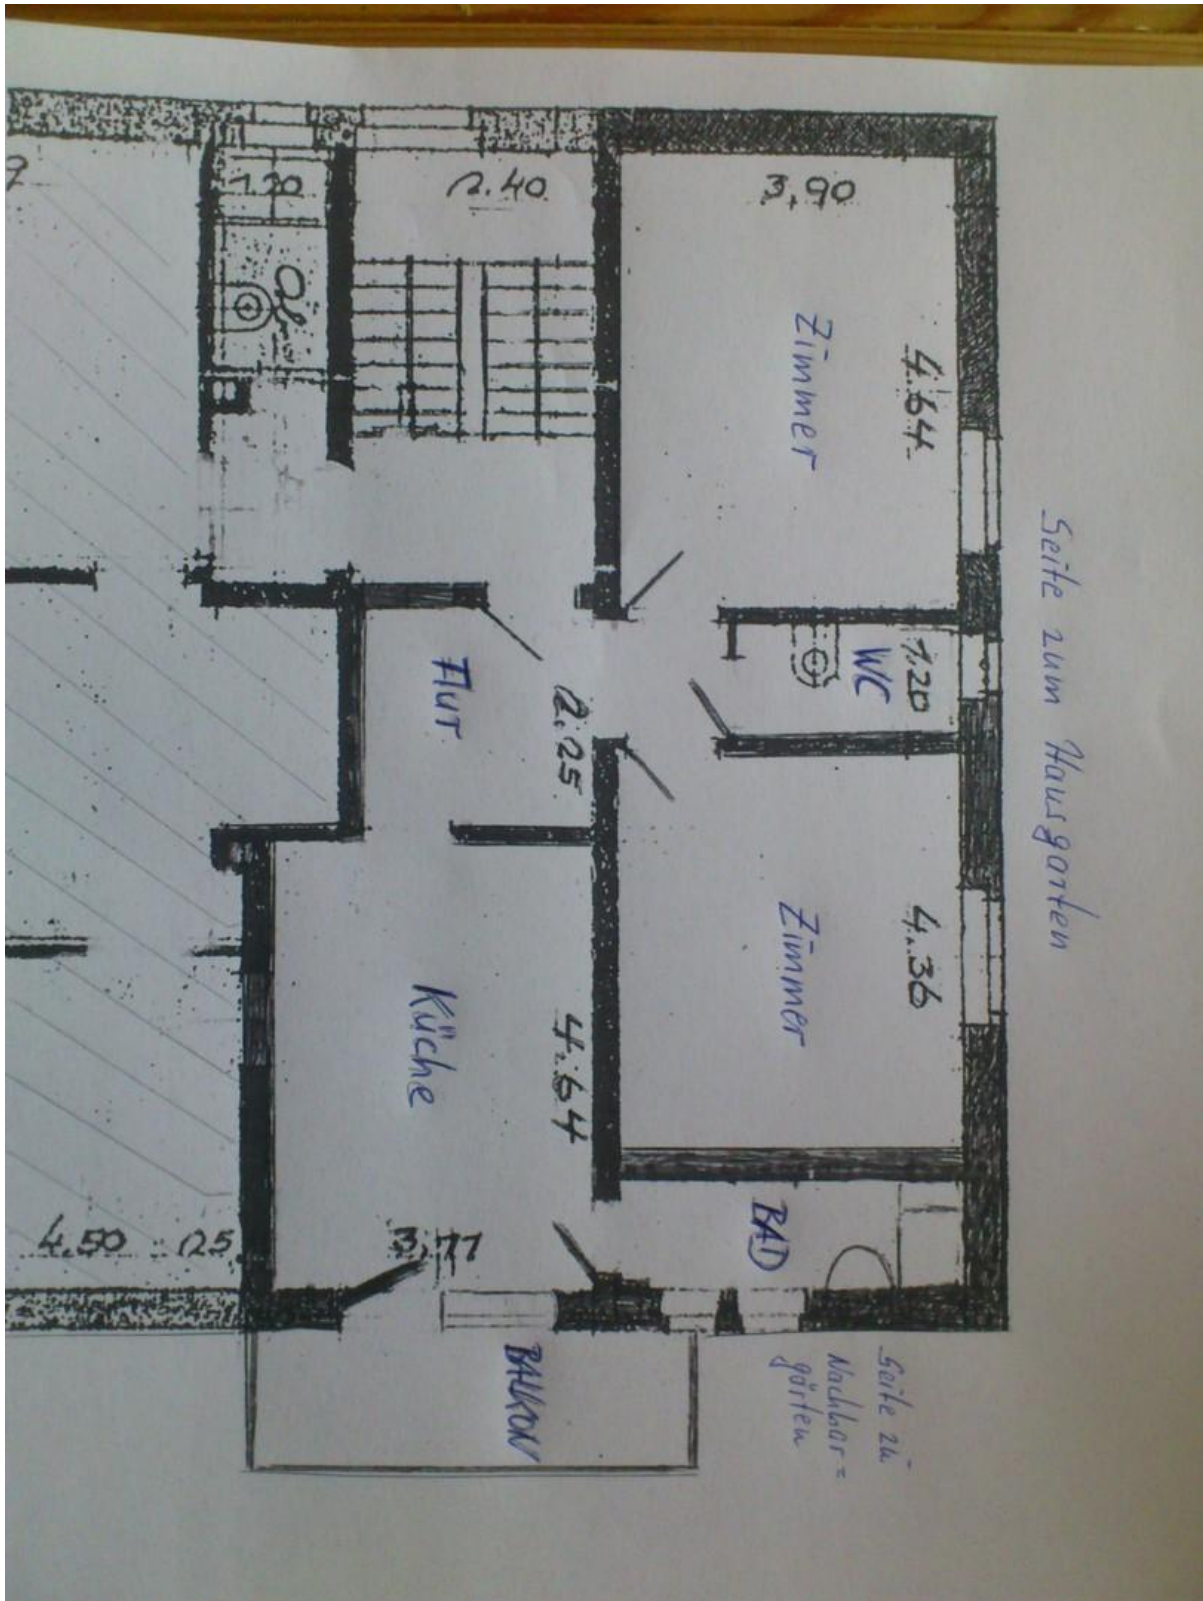 1.20
2.40
3,90
Zimmer
4.64
Seite zum Hausgarten
WC
1.20
Flur
2.25
Zimmer
4.36
Küche
4.64
BAD
4.50
25
3,77
BALKON
Seite zu
Nachbar=
gärten